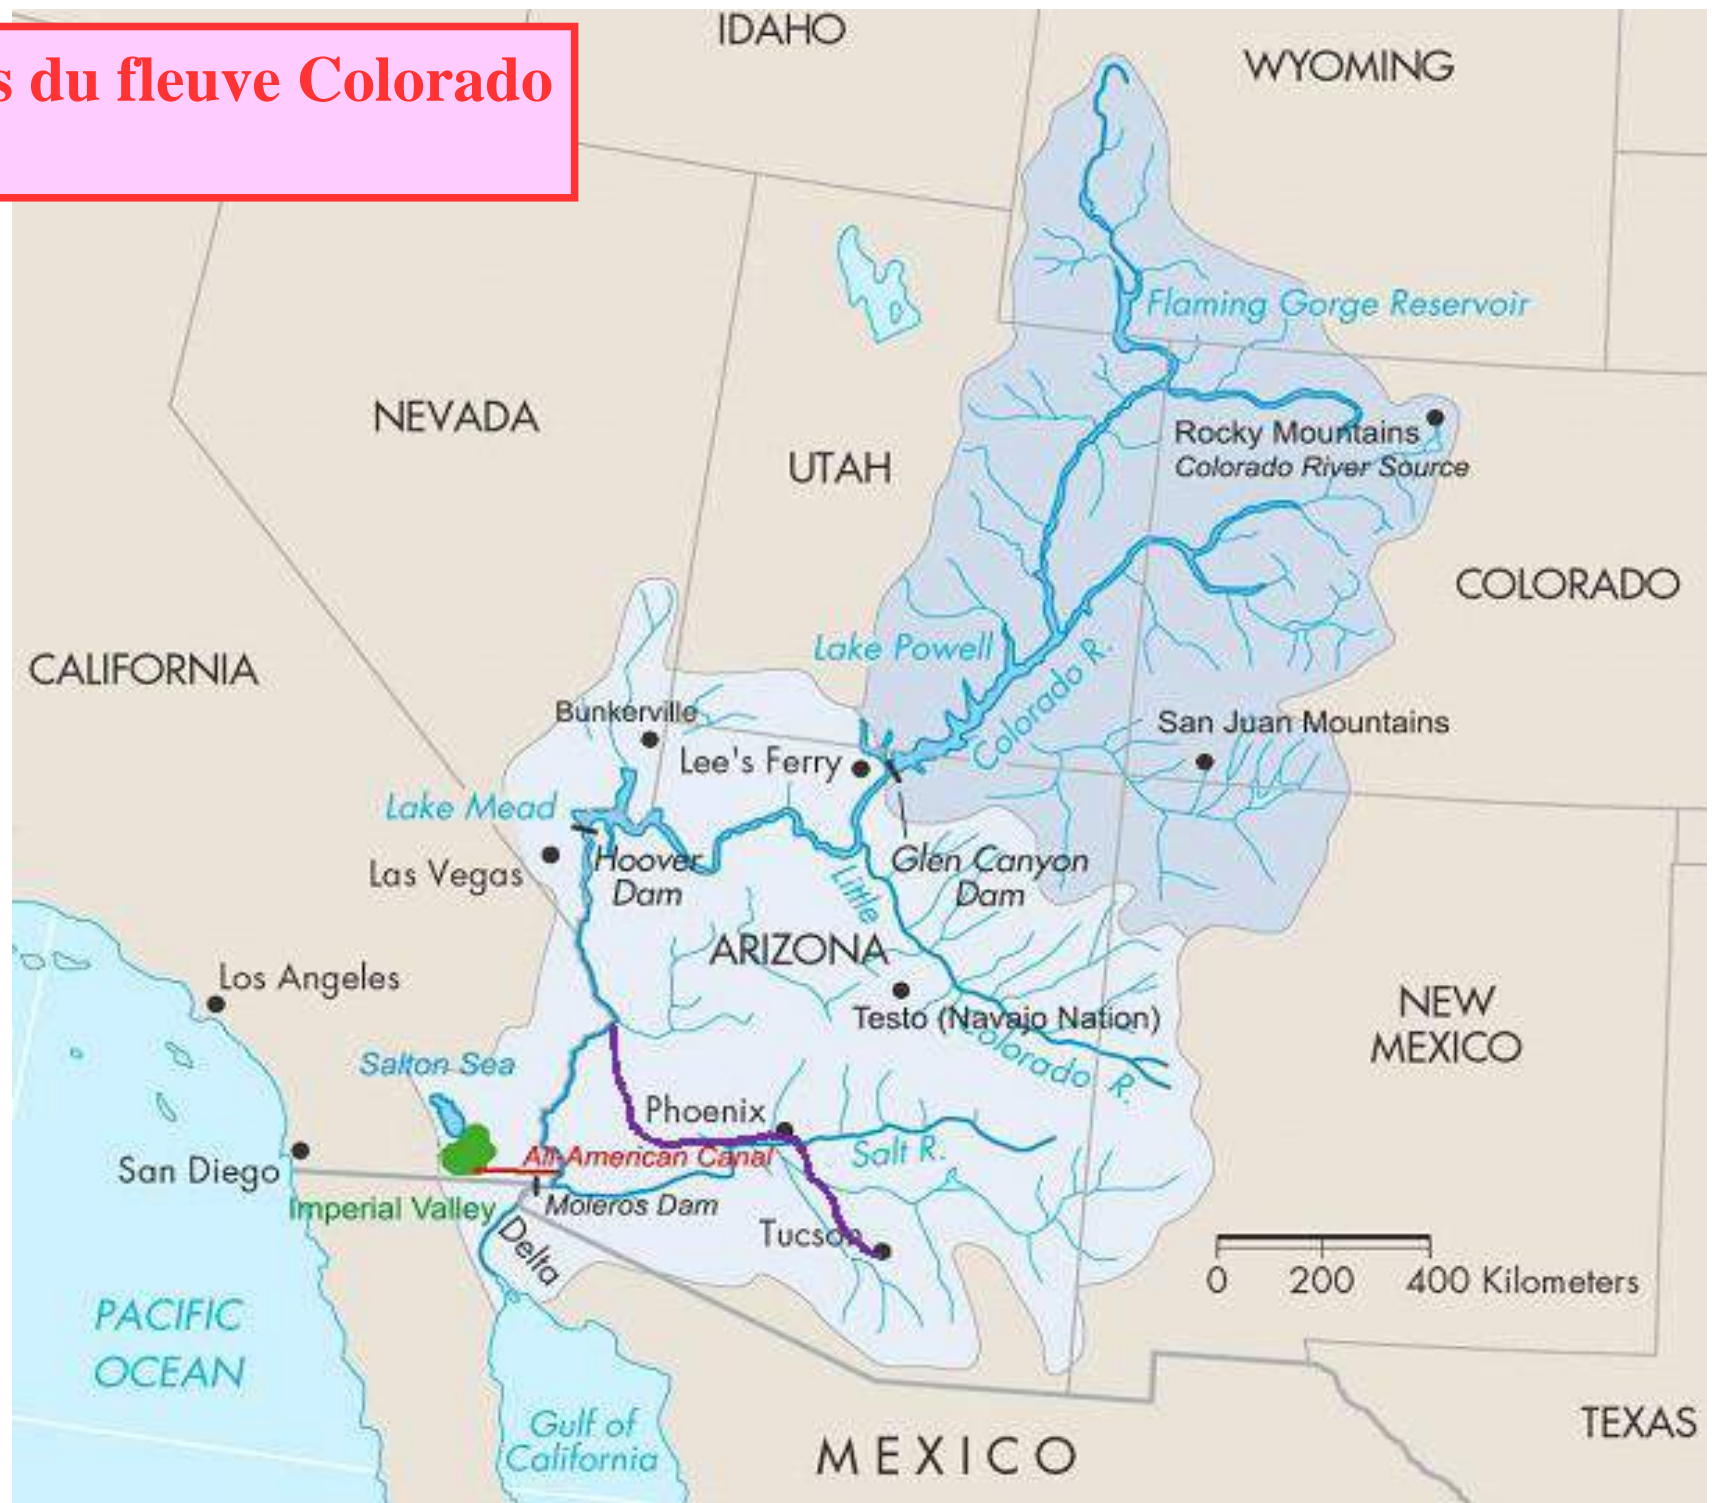 s du fleuve Colorado
IDAHO
WYOMING
Flaming Gorge Reservoir
NEVADA
UTAH
Rocky Mountains
Colorado River Source
COLORADO
CALIFORNIA
Lake Powell
Colorado R.
Bunkerville
San Juan Mountains
Lee's Ferry
Lake Mead
Hoover
Dam
Glen Canyon
Dam
Las Vegas
Little
Colorado R.
ARIZONA
Los Angeles
Testo (Navajo Nation)
NEW
MEXICO
Salton Sea
Phoenix
All-American Canal
Salt R.
San Diego
Imperial Valley
Moleros Dam
Delta
Tucson
0 200 400 Kilometers
PACIFIC
OCEAN
Gulf of
California
MEXICO
TEXAS